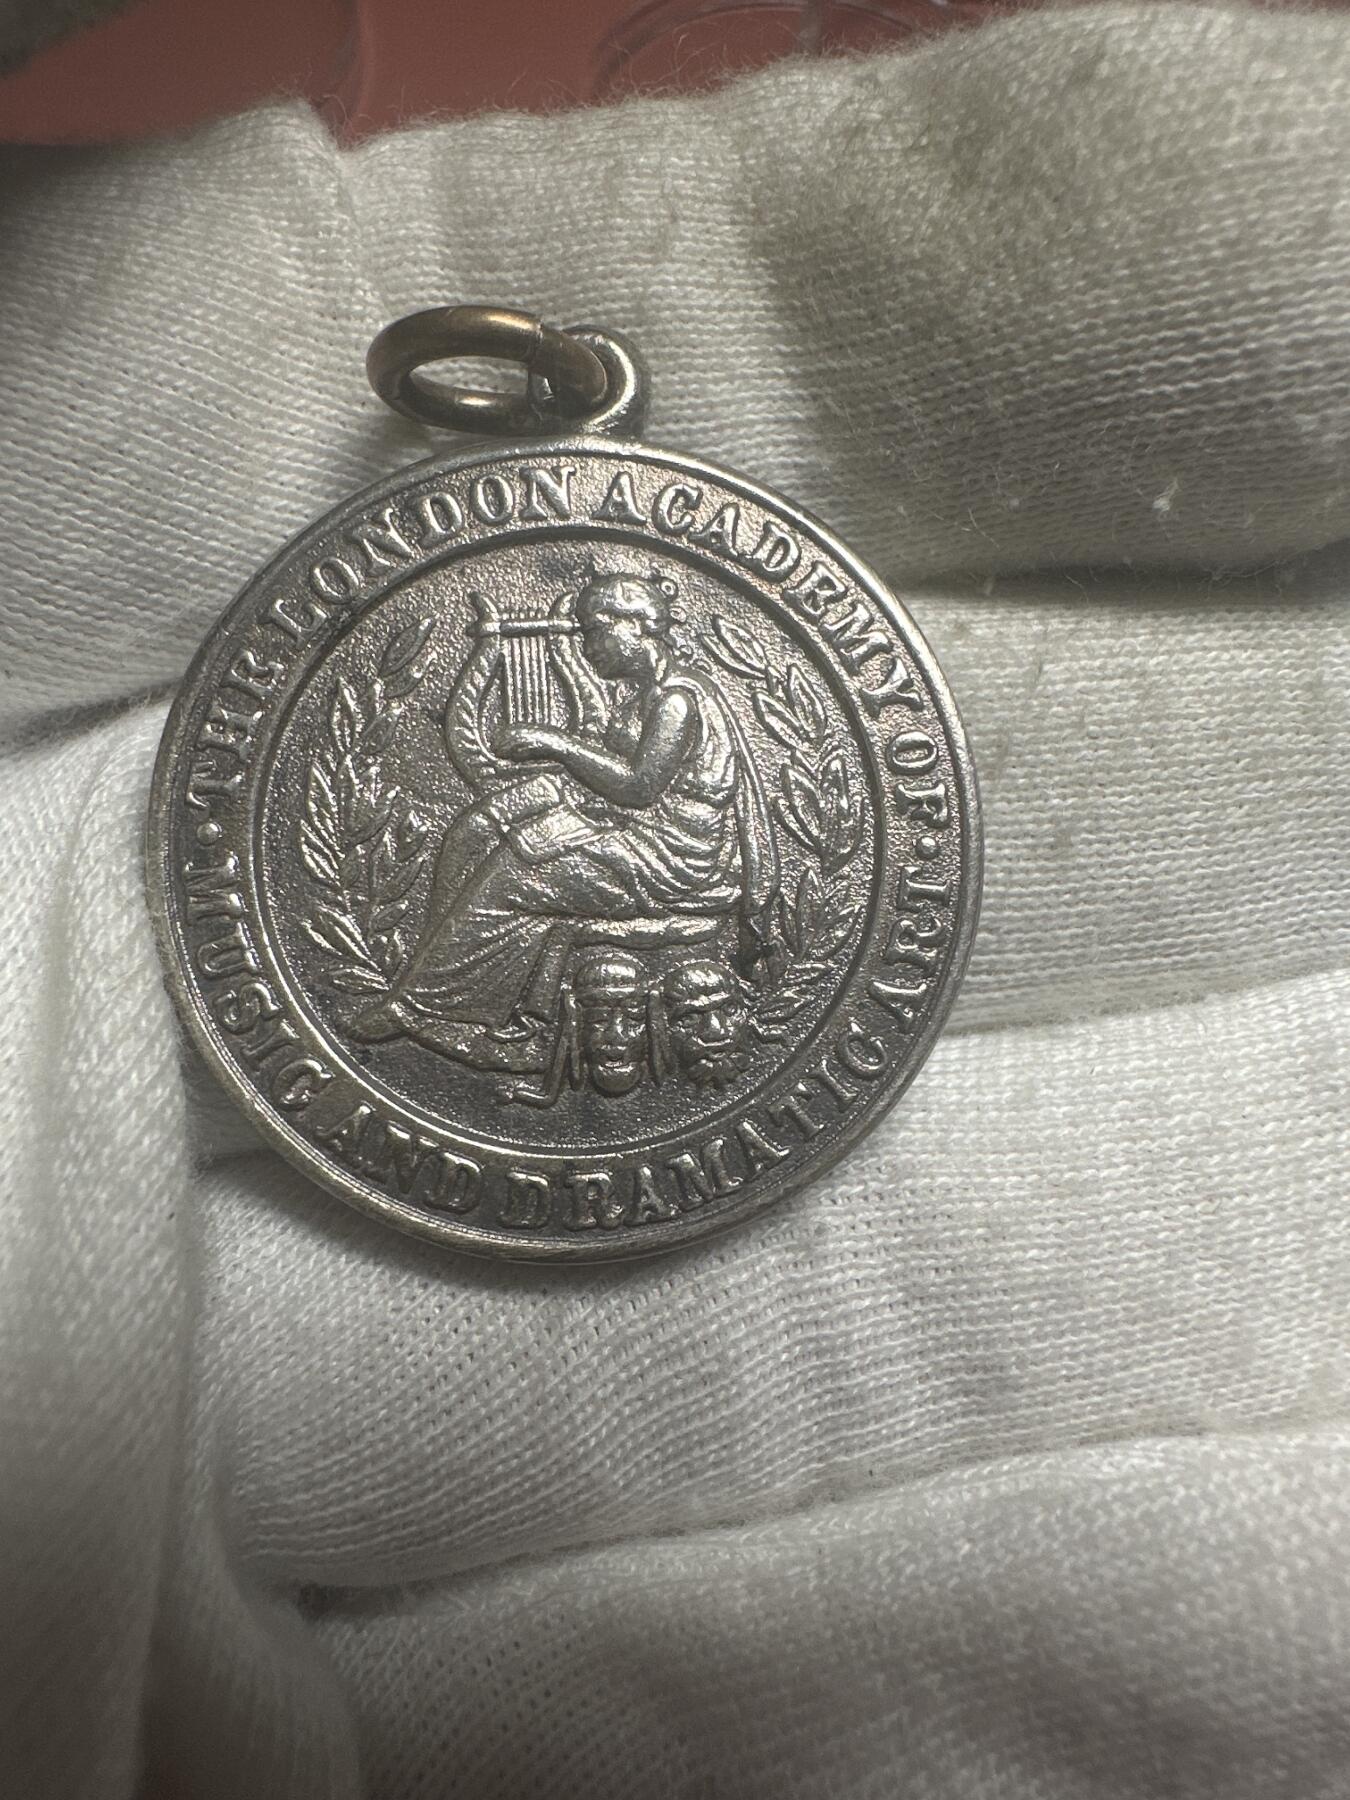 · THE LONDON ACADEMY OF ·
MUSIC AND DRAMATIC ART